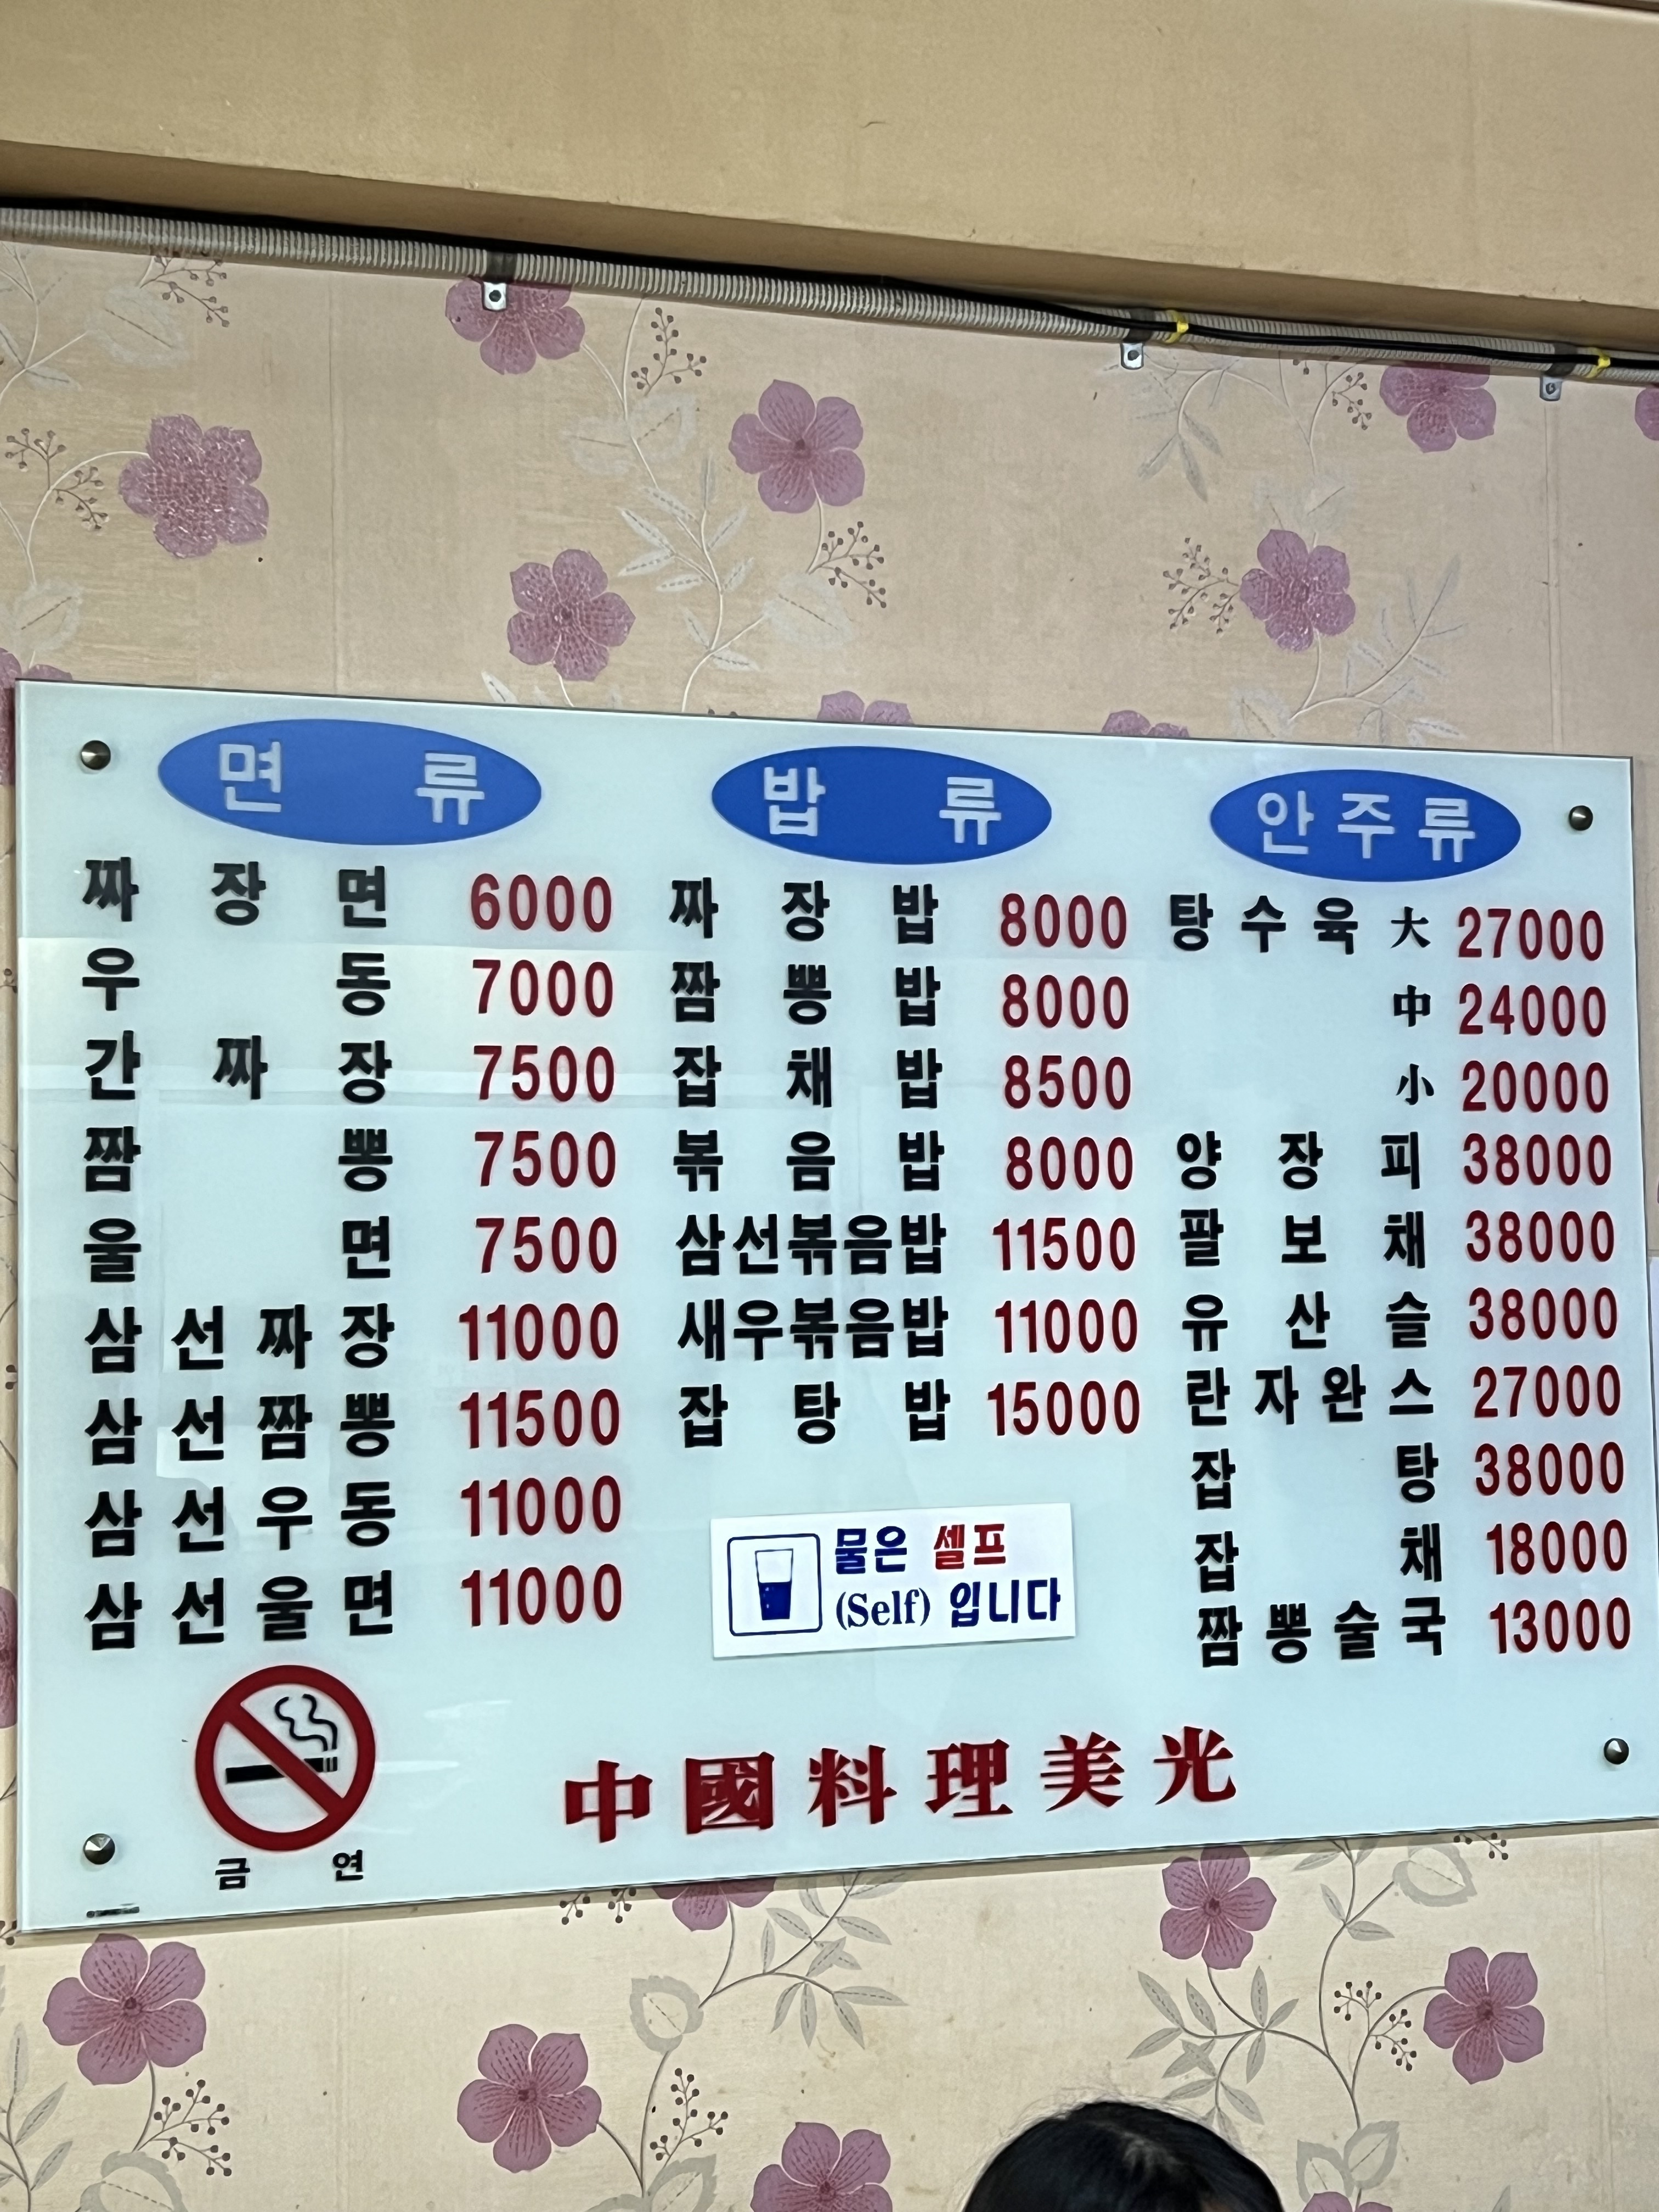 면 류
짜 장 면 6000
우 동 7000
간 짜 장 7500
짬 뽕 7500
울 면 7500
삼 선 짜 장 11000
삼 선 짬 뽕 11500
삼 선 우 동 11000
삼 선 울 면 11000
밥 류
짜 장 밥 8000
짬 뽕 밥 8000
잡 채 밥 8500
볶 음 밥 8000
삼선볶음밥 11500
새우볶음밥 11000
잡 탕 밥 15000
안주류
탕 수 육 大 27000
中 24000
小 20000
양 장 피 38000
팔 보 채 38000
유 산 슬 38000
란 자 완 스 27000
잡 탕 38000
잡 채 18000
짬 뽕 술 국 13000
물은 셀프
(Self) 입니다
금 연
中國料理美光